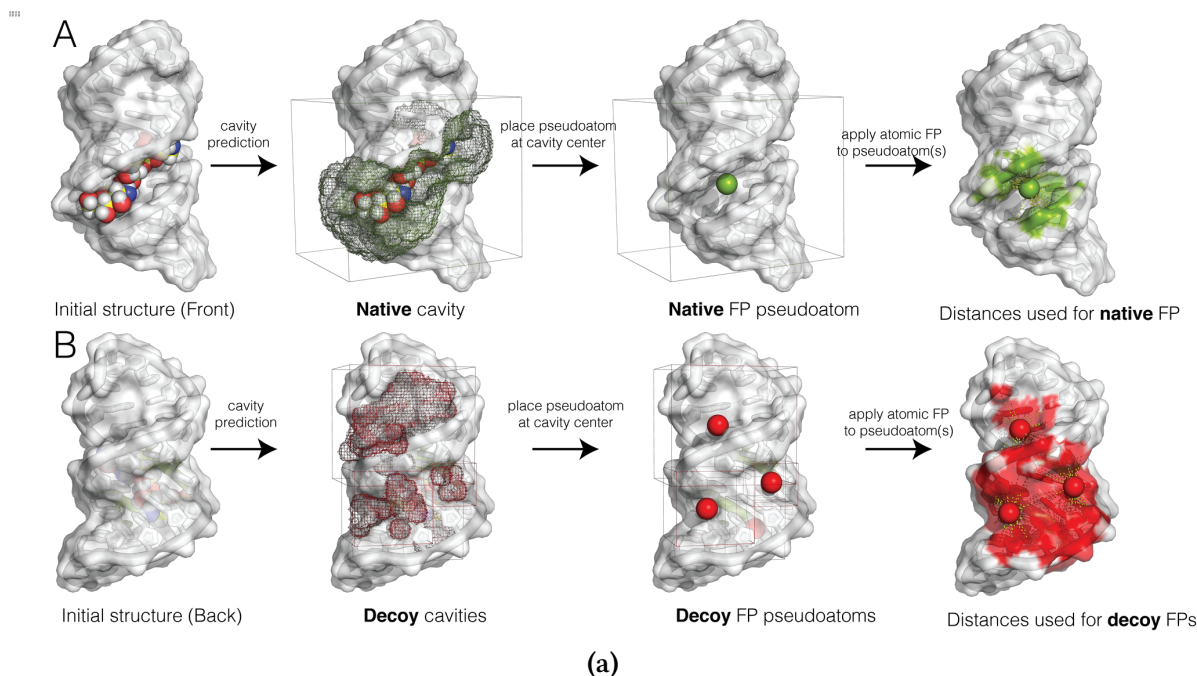 A
cavity
prediction
place pseudoatom
at cavity center
apply atomic FP
to pseudoatom(s)
Initial structure (Front)
Native cavity
Native FP pseudoatom
Distances used for native FP
B
cavity
prediction
place pseudoatom
at cavity center
apply atomic FP
to pseudoatom(s)
Initial structure (Back)
Decoy cavities
Decoy FP pseudoatoms
Distances used for decoy FPs
(a)